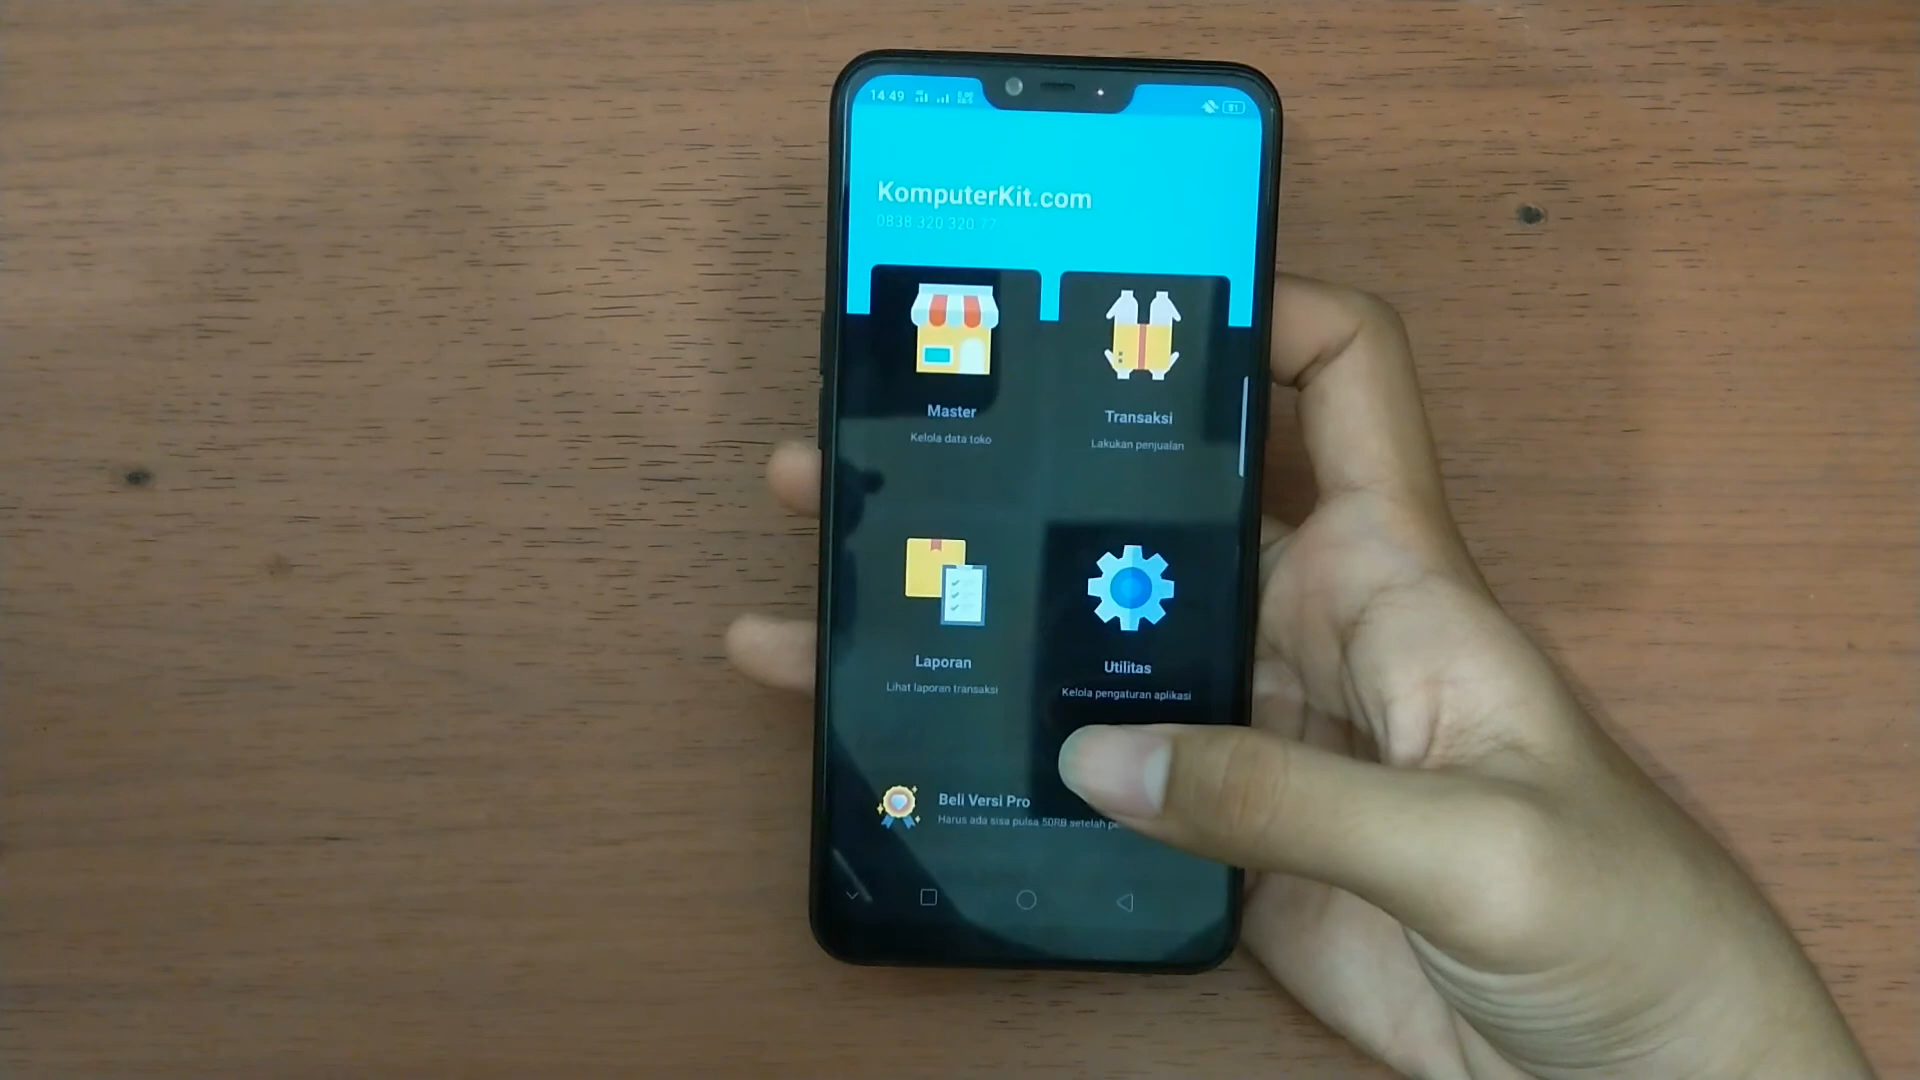 14:49
91
KomputerKit.com
0838 320 320 77
Master
Kelola data toko
Transaksi
Lakukan penjualan
Laporan
Lihat laporan transaksi
Utilitas
Kelola pengaturan aplikasi
Beli Versi Pro
Harus ada sisa pulsa 50RB setelah